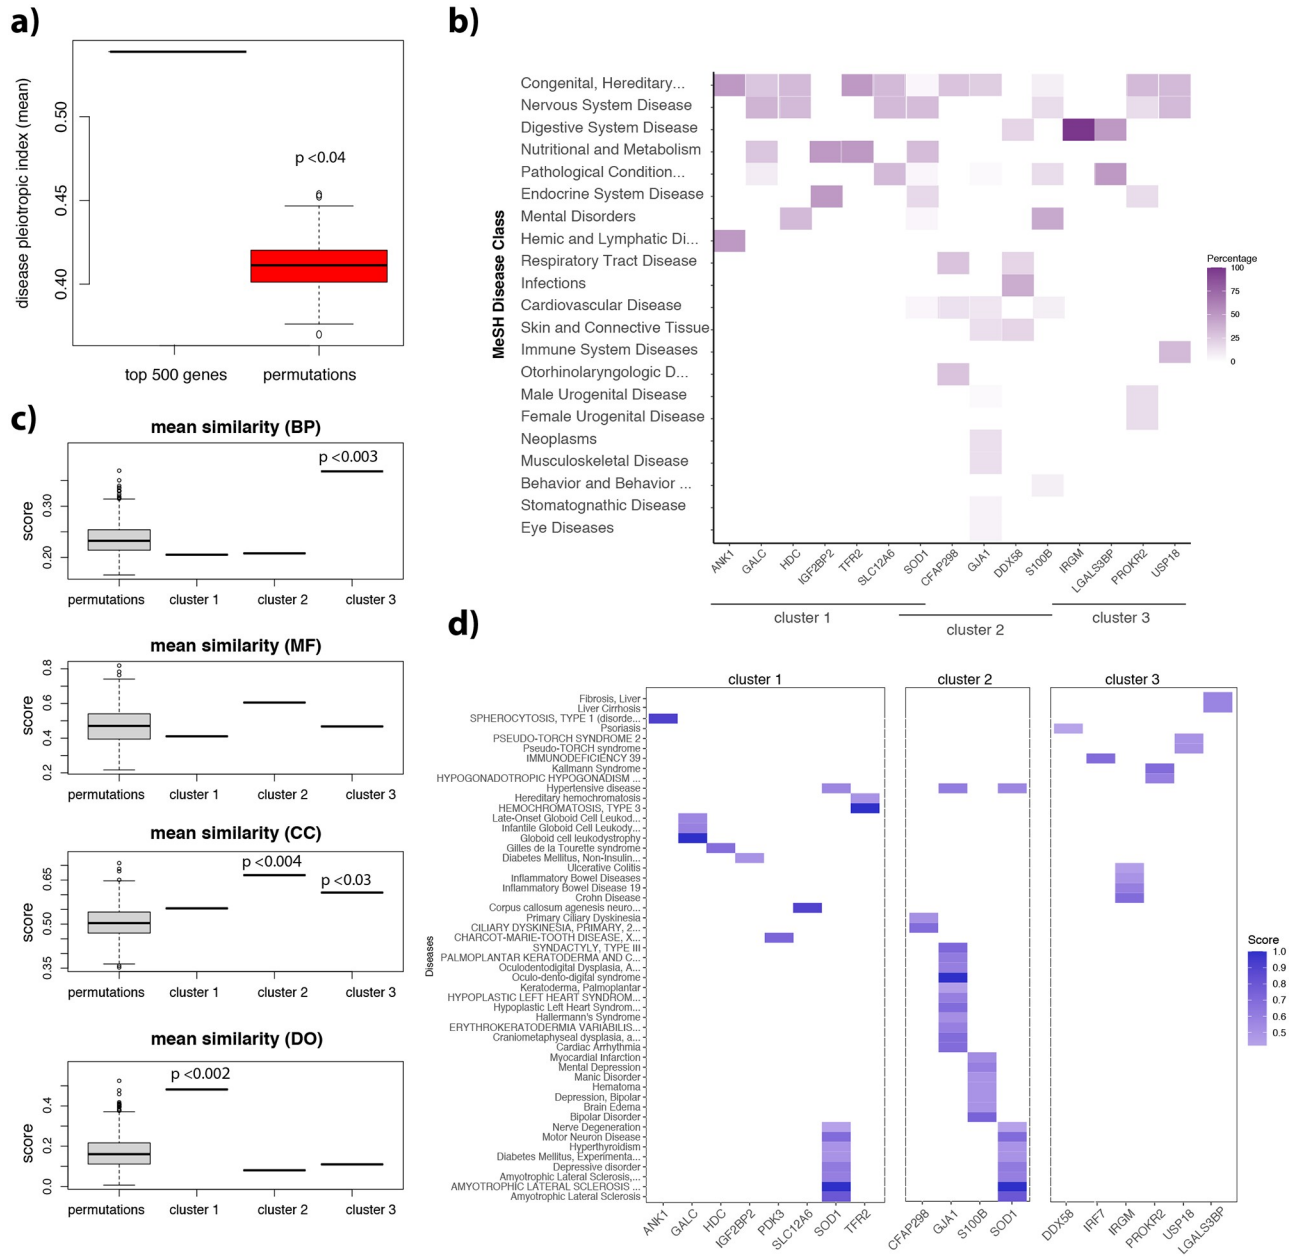 a)
disease pleiotropic index (mean)
0.50
0.45
0.40
p <0.04
top 500 genes
permutations
b)
MeSH Disease Class
Congenital, Hereditary...
Nervous System Disease
Digestive System Disease
Nutritional and Metabolism
Pathological Condition...
Endocrine System Disease
Mental Disorders
Hemic and Lymphatic Di...
Respiratory Tract Disease
Infections
Cardiovascular Disease
Skin and Connective Tissue
Immune System Diseases
Otorhinolaryngologic D...
Male Urogenital Disease
Female Urogenital Disease
Neoplasms
Musculoskeletal Disease
Behavior and Behavior ...
Stomatognathic Disease
Eye Diseases
ANK1
GALC
HDC
IGF2BP2
TFR2
SLC12A6
SOD1
CFAP298
GJA1
DDX58
S100B
IRGM
LGALS3BP
PROKR2
USP18
cluster 1
cluster 2
cluster 3
Percentage
100
75
50
25
0
c)
mean similarity (BP)
score
0.30
0.20
p <0.003
permutations
cluster 1
cluster 2
cluster 3
mean similarity (MF)
score
0.8
0.6
0.4
0.2
permutations
cluster 1
cluster 2
cluster 3
mean similarity (CC)
score
0.65
0.50
0.35
p <0.004
p <0.03
permutations
cluster 1
cluster 2
cluster 3
mean similarity (DO)
score
0.4
0.2
0.0
p <0.002
permutations
cluster 1
cluster 2
cluster 3
d)
cluster 1
cluster 2
cluster 3
Diseases
Fibrosis, Liver
Liver Cirrhosis
SPHEROCYTOSIS, TYPE 1 (disorde...
Psoriasis
PSEUDO-TORCH SYNDROME 2
Pseudo-TORCH syndrome
IMMUNODEFICIENCY 39
Kallmann Syndrome
HYPOGONADOTROPIC HYPOGONADISM ...
Hypertensive disease
Hereditary hemochromatosis
HEMOCHROMATOSIS, TYPE 3
Late-Onset Globoid Cell Leukod...
Infantile Globoid Cell Leukody...
Globoid cell leukodystrophy
Gilles de la Tourette syndrome
Diabetes Mellitus, Non-Insulin...
Ulcerative Colitis
Inflammatory Bowel Diseases
Inflammatory Bowel Disease 19
Crohn Disease
Corpus callosum agenesis neuro...
Primary Ciliary Dyskinesia
CILIARY DYSKINESIA, PRIMARY, 2...
CHARCOT-MARIE-TOOTH DISEASE, X...
SYNDACTYLY, TYPE III
PALMOPLANTAR KERATODERMA AND C...
Oculodentodigital Dysplasia, A...
Oculo-dento-digital syndrome
Keratoderma, Palmoplantar
HYPOPLASTIC LEFT HEART SYNDROM...
Hypoplastic Left Heart Syndrom...
Hallermann's Syndrome
ERYTHROKERATODERMIA VARIABILIS...
Craniometaphyseal dysplasia, a...
Cardiac Arrhythmia
Myocardial Infarction
Mental Depression
Manic Disorder
Hematoma
Depression, Bipolar
Brain Edema
Bipolar Disorder
Nerve Degeneration
Motor Neuron Disease
Hyperthyroidism
Diabetes Mellitus, Experimenta...
Depressive disorder
Amyotrophic Lateral Sclerosis,...
AMYOTROPHIC LATERAL SCLEROSIS ...
Amyotrophic Lateral Sclerosis
ANK1
GALC
HDC
IGF2BP2
PDK3
SLC12A6
SOD1
TFR2
CFAP298
GJA1
S100B
SOD1
DDX58
IRF7
IRGM
PROKR2
USP18
LGALS3BP
Score
1.0
0.9
0.8
0.7
0.6
0.5